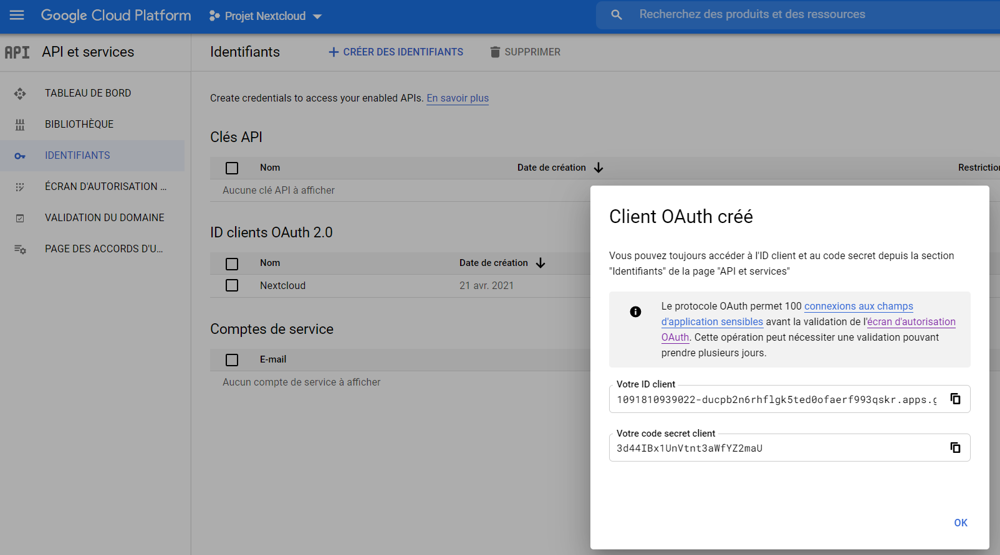 Google Cloud Platform
Projet Nextcloud
Recherchez des produits et des ressources
API
API et services
Identifiants
CRÉER DES IDENTIFIANTS
SUPPRIMER
TABLEAU DE BORD
BIBLIOTHÈQUE
IDENTIFIANTS
ÉCRAN D'AUTORISATION ...
VALIDATION DU DOMAINE
PAGE DES ACCORDS D'U...
Create credentials to access your enabled APIs. En savoir plus
Clés API
Nom
Date de création
Restriction
Aucune clé API à afficher
ID clients OAuth 2.0
Nom
Date de création
Nextcloud
21 avr. 2021
Comptes de service
E-mail
Aucun compte de service à afficher
Client OAuth créé
Vous pouvez toujours accéder à l'ID client et au code secret depuis la section
"Identifiants" de la page "API et services"
Le protocole OAuth permet 100 connexions aux champs
d'application sensibles avant la validation de l'écran d'autorisation
OAuth. Cette opération peut nécessiter une validation pouvant
prendre plusieurs jours.
Votre ID client
1091810939022-ducpb2n6rhflgk5ted0ofaerf993qskr.apps.g
Votre code secret client
3d44IBx1UnVtnt3aWfYZ2maU
OK